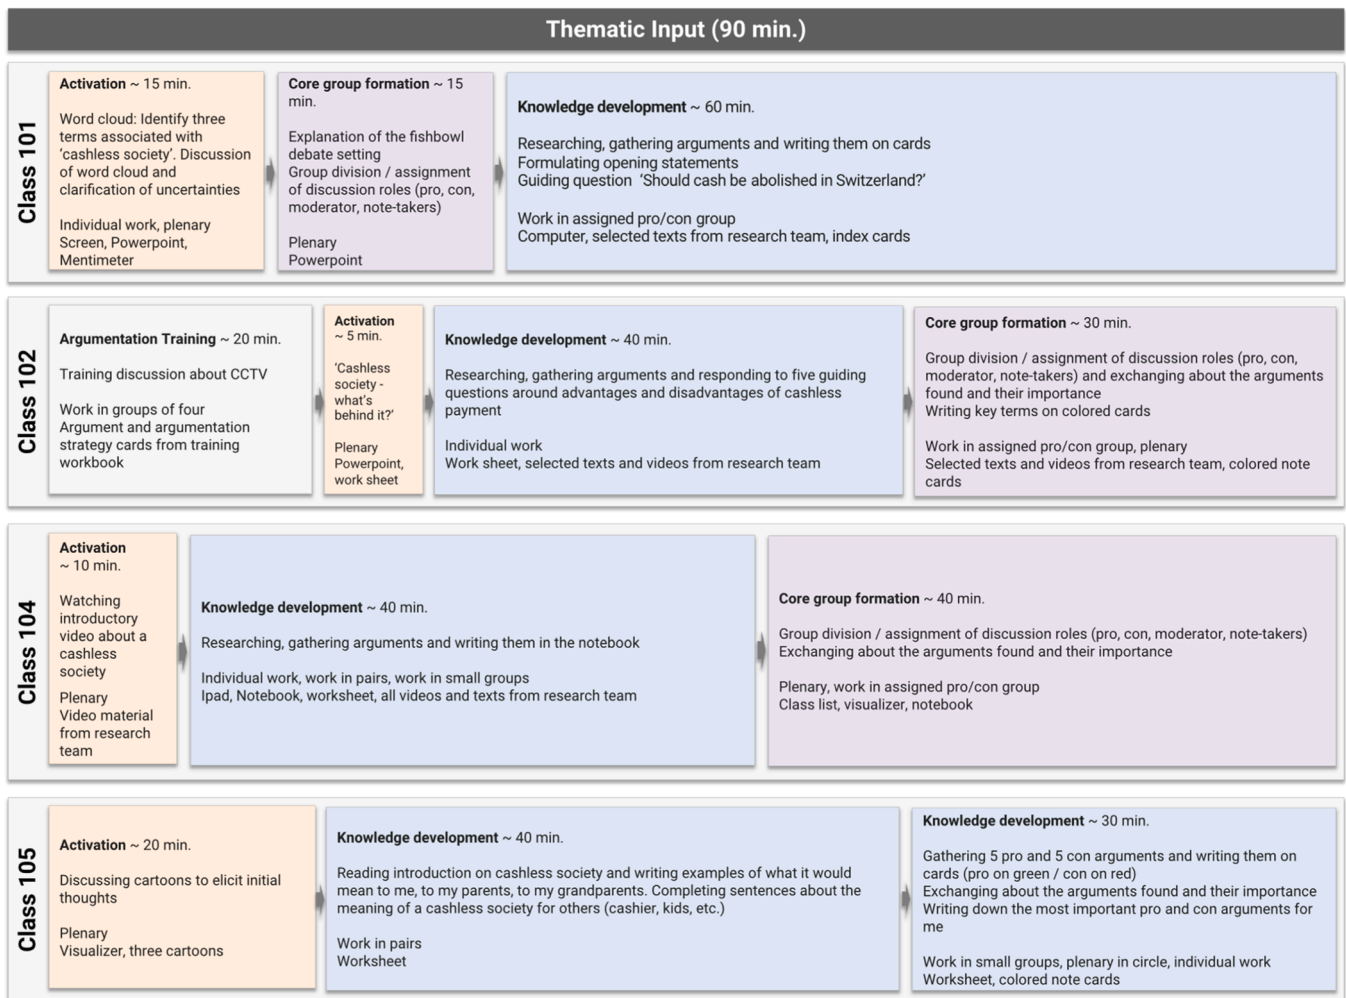 Thematic Input (90 min.)
Class 101
Activation ~ 15 min.
Word cloud: Identify three
terms associated with
‘cashless society’. Discussion
of word cloud and
clarification of uncertainties
Individual work, plenary
Screen, Powerpoint,
Mentimeter
Core group formation ~ 15
min.
Explanation of the fishbowl
debate setting
Group division / assignment
of discussion roles (pro, con,
moderator, note-takers)
Plenary
Powerpoint
Knowledge development ~ 60 min.
Researching, gathering arguments and writing them on cards
Formulating opening statements
Guiding question ‘Should cash be abolished in Switzerland?’
Work in assigned pro/con group
Computer, selected texts from research team, index cards
Class 102
Argumentation Training ~ 20 min.
Training discussion about CCTV
Work in groups of four
Argument and argumentation
strategy cards from training
workbook
Activation
~ 5 min.
‘Cashless
society -
what’s
behind it?’
Plenary
Powerpoint,
work sheet
Knowledge development ~ 40 min.
Researching, gathering arguments and responding to five guiding
questions around advantages and disadvantages of cashless
payment
Individual work
Work sheet, selected texts and videos from research team
Core group formation ~ 30 min.
Group division / assignment of discussion roles (pro, con,
moderator, note-takers) and exchanging about the arguments
found and their importance
Writing key terms on colored cards
Work in assigned pro/con group, plenary
Selected texts and videos from research team, colored note
cards
Class 104
Activation
~ 10 min.
Watching
introductory
video about a
cashless
society
Plenary
Video material
from research
team
Knowledge development ~ 40 min.
Researching, gathering arguments and writing them in the notebook
Individual work, work in pairs, work in small groups
Ipad, Notebook, worksheet, all videos and texts from research team
Core group formation ~ 40 min.
Group division / assignment of discussion roles (pro, con, moderator, note-takers)
Exchanging about the arguments found and their importance
Plenary, work in assigned pro/con group
Class list, visualizer, notebook
Class 105
Activation ~ 20 min.
Discussing cartoons to elicit initial
thoughts
Plenary
Visualizer, three cartoons
Knowledge development ~ 40 min.
Reading introduction on cashless society and writing examples of what it would
mean to me, to my parents, to my grandparents. Completing sentences about the
meaning of a cashless society for others (cashier, kids, etc.)
Work in pairs
Worksheet
Knowledge development ~ 30 min.
Gathering 5 pro and 5 con arguments and writing them on
cards (pro on green / con on red)
Exchanging about the arguments found and their importance
Writing down the most important pro and con arguments for
me
Work in small groups, plenary in circle, individual work
Worksheet, colored note cards